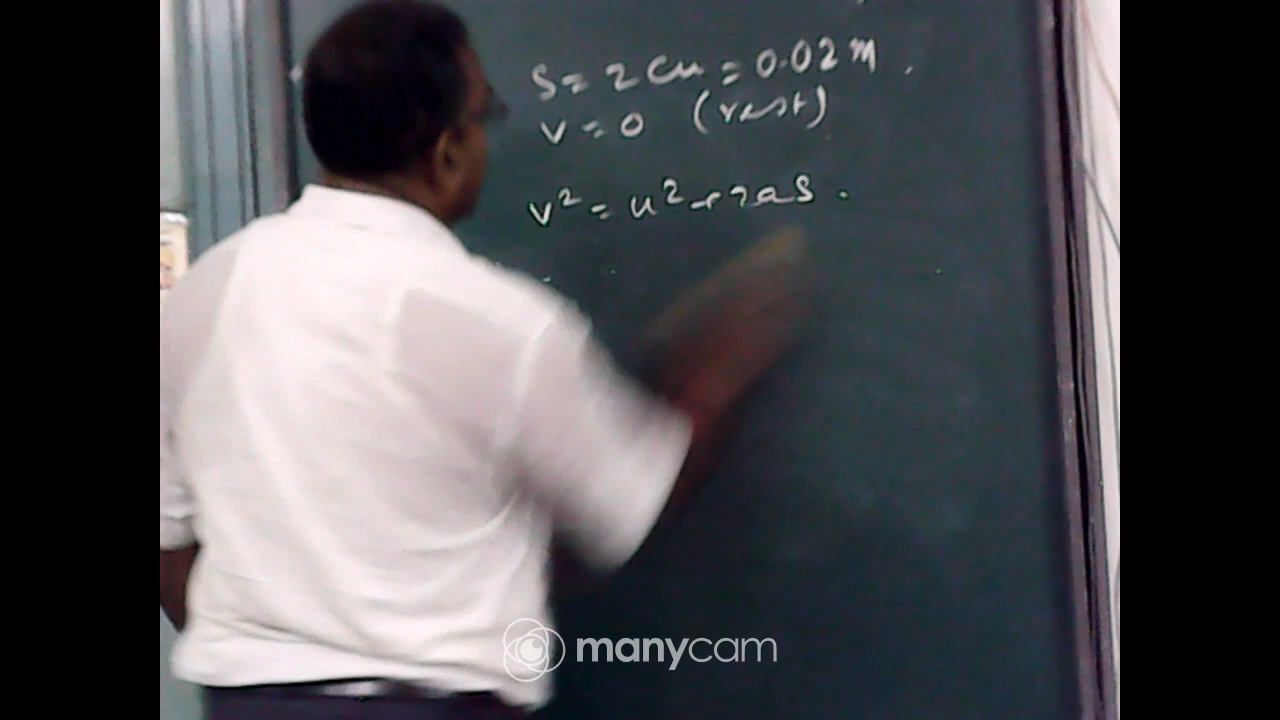 S = 2 cm = 0.02 m.
v = 0 (rest)
v² = u² + 2as.
manycam